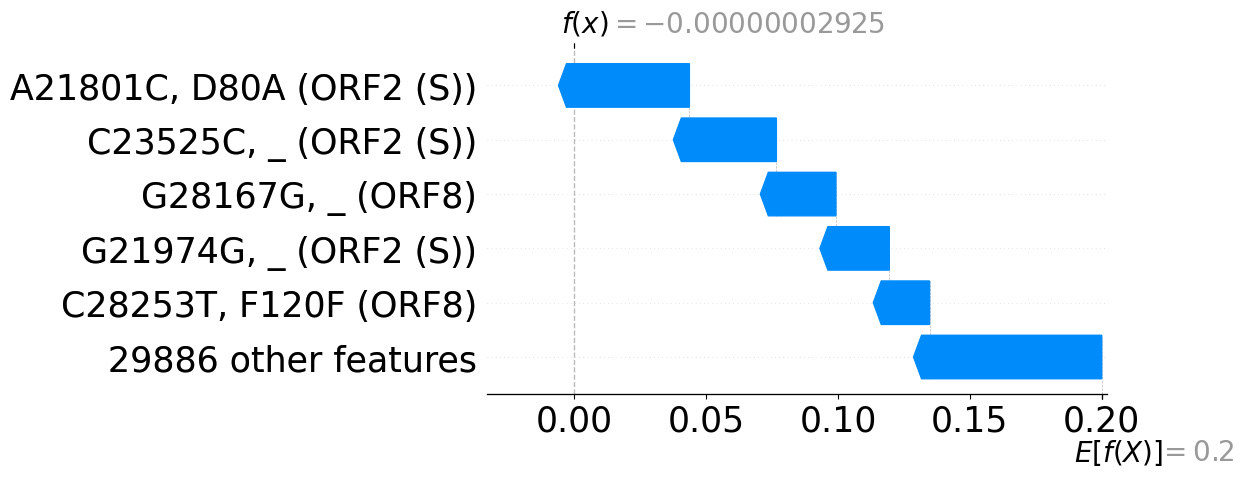 f(x) = −0.00000002925
A21801C, D80A (ORF2 (S))
C23525C, _ (ORF2 (S))
G28167G, _ (ORF8)
G21974G, _ (ORF2 (S))
C28253T, F120F (ORF8)
29886 other features
0.00 0.05 0.10 0.15 0.20
E[f(X)] = 0.2